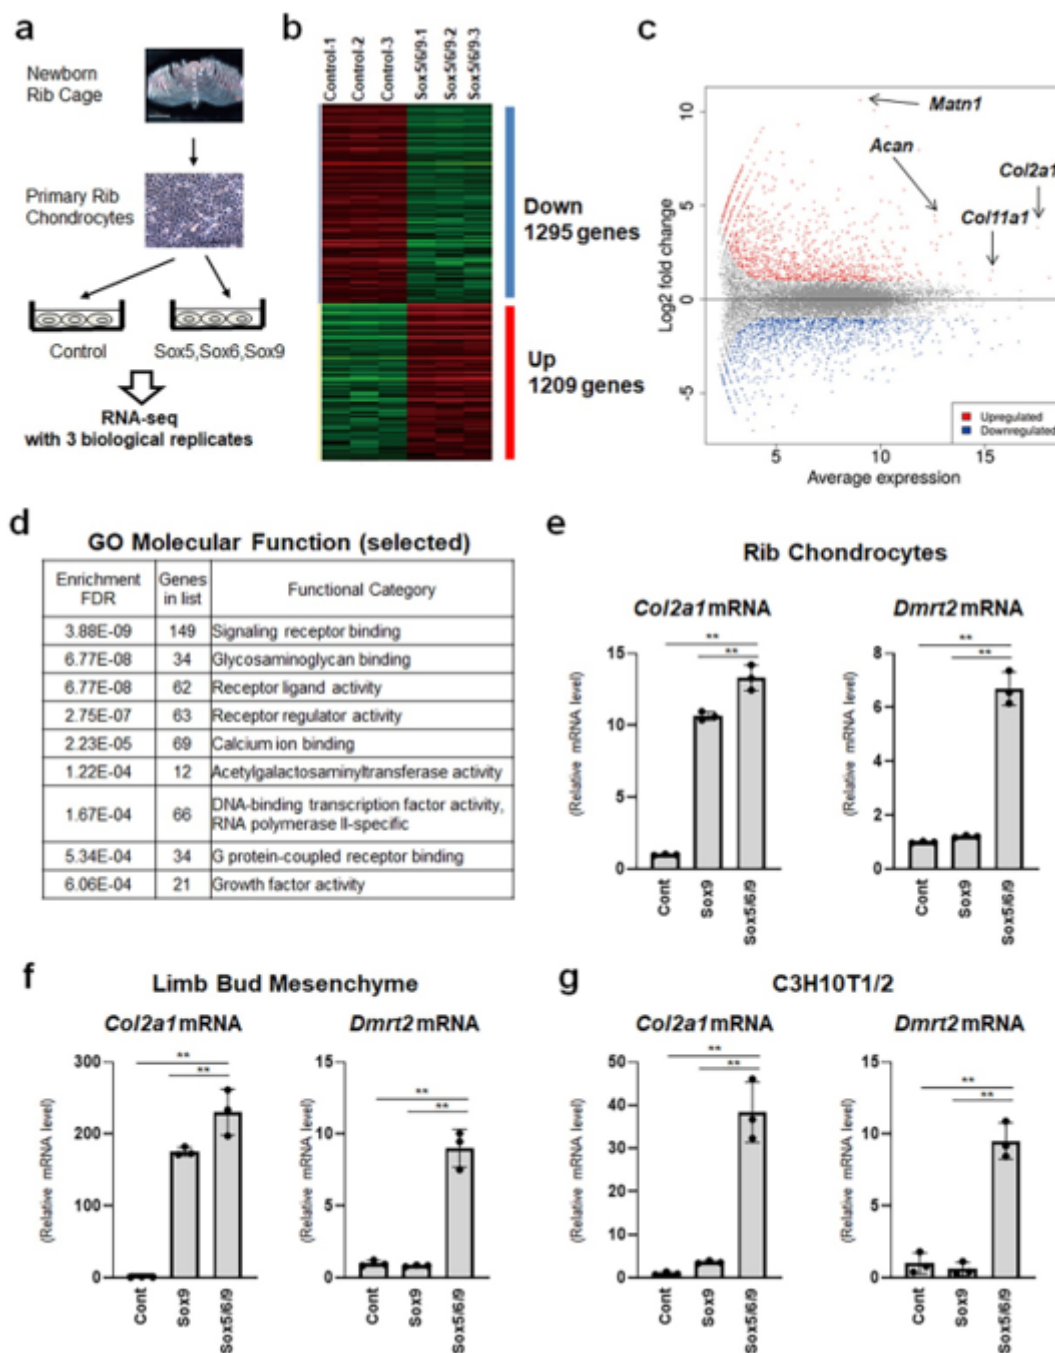 a
Newborn
Rib Cage
Primary Rib
Chondrocytes
Control
Sox5,Sox6,Sox9
RNA-seq
with 3 biological replicates
b
Control-1
Control-2
Control-3
Sox5/6/9-1
Sox5/6/9-2
Sox5/6/9-3
Down
1295 genes
Up
1209 genes
c
Log2 fold change
10
5
0
-5
Matn1
Acan
Col2a1
Col11a1
Upregulated
Downregulated
5
10
15
Average expression
d
GO Molecular Function (selected)
Enrichment FDR Genes in list Functional Category
3.88E-09 149 Signaling receptor binding
6.77E-08 34 Glycosaminoglycan binding
6.77E-08 62 Receptor ligand activity
2.75E-07 63 Receptor regulator activity
2.23E-05 69 Calcium ion binding
1.22E-04 12 Acetylgalactosaminyltransferase activity
1.67E-04 66 DNA-binding transcription factor activity,
RNA polymerase II-specific
5.34E-04 34 G protein-coupled receptor binding
6.06E-04 21 Growth factor activity
e
Rib Chondrocytes
Col2a1 mRNA
(Relative mRNA level)
15
10
5
0
**
**
Cont
Sox9
Sox5/6/9
Dmrt2 mRNA
(Relative mRNA level)
8
6
4
2
0
**
**
Cont
Sox9
Sox5/6/9
f
Limb Bud Mesenchyme
Col2a1 mRNA
(Relative mRNA level)
300
200
100
0
**
**
Cont
Sox9
Sox5/6/9
Dmrt2 mRNA
(Relative mRNA level)
15
10
5
0
**
**
Cont
Sox9
Sox5/6/9
g
C3H10T1/2
Col2a1 mRNA
(Relative mRNA level)
50
40
30
20
10
0
**
**
Cont
Sox9
Sox5/6/9
Dmrt2 mRNA
(Relative mRNA level)
15
10
5
0
**
**
Cont
Sox9
Sox5/6/9